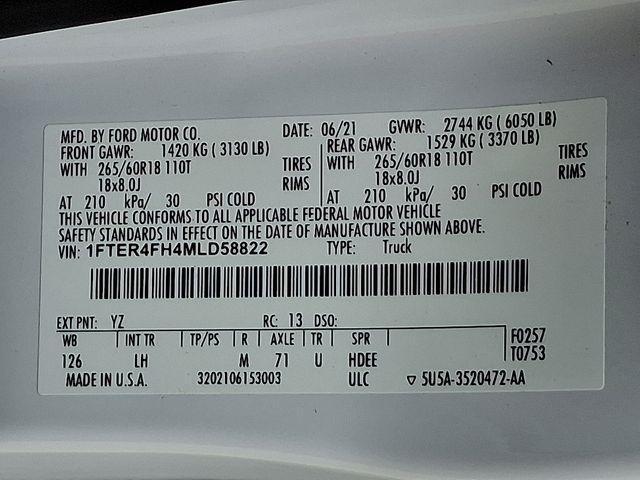 MFD. BY FORD MOTOR CO. DATE: 06/21 GVWR: 2744 KG ( 6050 LB)
FRONT GAWR: 1420 KG ( 3130 LB) REAR GAWR: 1529 KG ( 3370 LB)
WITH 265/60R18 110T TIRES WITH 265/60R18 110T TIRES
18x8.0J RIMS 18x8.0J RIMS
AT 210 kPa/ 30 PSI COLD AT 210 kPa/ 30 PSI COLD
THIS VEHICLE CONFORMS TO ALL APPLICABLE FEDERAL MOTOR VEHICLE
SAFETY STANDARDS IN EFFECT ON THE DATE OF MANUFACTURE SHOWN ABOVE.
VIN: 1FTER4FH4MLD58822 TYPE: Truck
EXT PNT: YZ RC: 13 DSO:
WB INT TR TP/PS R AXLE TR SPR F0257
126 LH M 71 U HDEE T0753
MADE IN U.S.A. 3202106153003 ULC ▽ 5U5A-3520472-AA